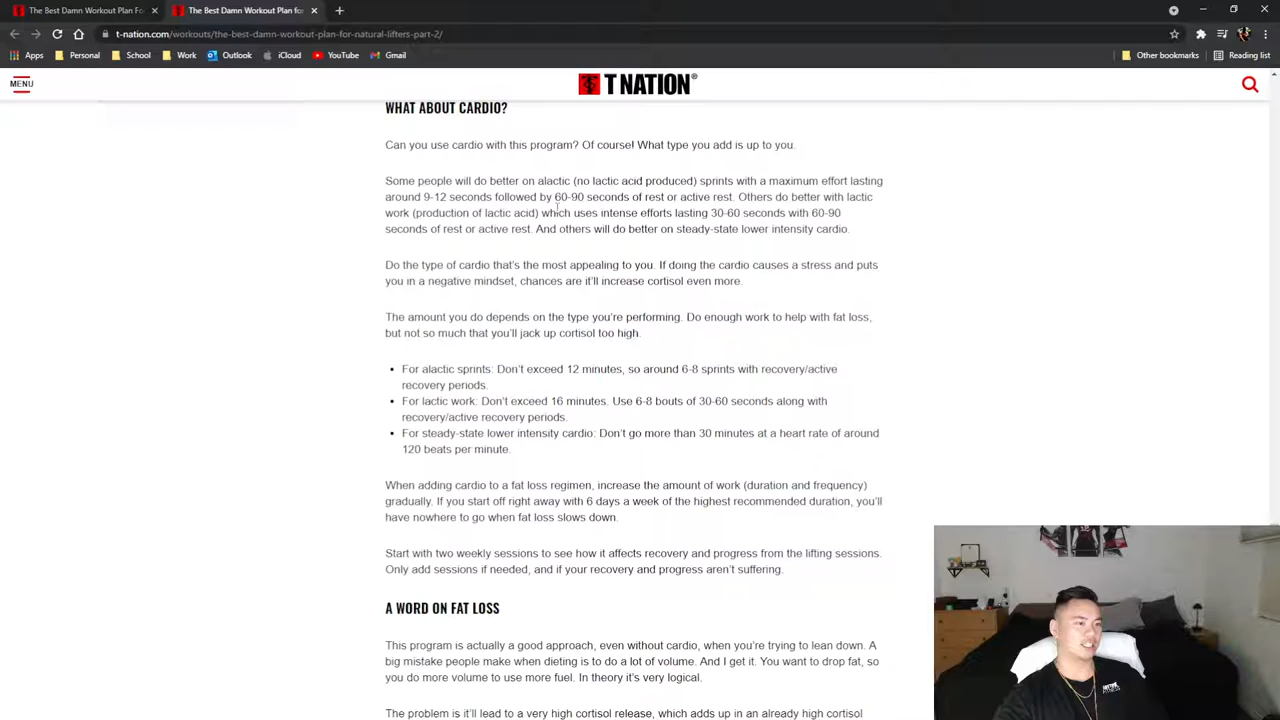 The Best Damn Workout Plan For
The Best Damn Workout Plan for
t-nation.com/workouts/the-best-damn-workout-plan-for-natural-lifters-part-2/
Apps Personal School Work Outlook iCloud YouTube Gmail Other bookmarks Reading list
MENU
T NATION®
WHAT ABOUT CARDIO?
Can you use cardio with this program? Of course! What type you add is up to you.
Some people will do better on alactic (no lactic acid produced) sprints with a maximum effort lasting
around 9-12 seconds followed by 60-90 seconds of rest or active rest. Others do better with lactic
work (production of lactic acid) which uses intense efforts lasting 30-60 seconds with 60-90
seconds of rest or active rest. And others will do better on steady-state lower intensity cardio.
Do the type of cardio that's the most appealing to you. If doing the cardio causes a stress and puts
you in a negative mindset, chances are it'll increase cortisol even more.
The amount you do depends on the type you're performing. Do enough work to help with fat loss,
but not so much that you'll jack up cortisol too high.
• For alactic sprints: Don't exceed 12 minutes, so around 6-8 sprints with recovery/active
recovery periods.
• For lactic work: Don't exceed 16 minutes. Use 6-8 bouts of 30-60 seconds along with
recovery/active recovery periods.
• For steady-state lower intensity cardio: Don't go more than 30 minutes at a heart rate of around
120 beats per minute.
When adding cardio to a fat loss regimen, increase the amount of work (duration and frequency)
gradually. If you start off right away with 6 days a week of the highest recommended duration, you'll
have nowhere to go when fat loss slows down.
Start with two weekly sessions to see how it affects recovery and progress from the lifting sessions.
Only add sessions if needed, and if your recovery and progress aren't suffering.
A WORD ON FAT LOSS
This program is actually a good approach, even without cardio, when you're trying to lean down. A
big mistake people make when dieting is to do a lot of volume. And I get it. You want to drop fat, so
you do more volume to use more fuel. In theory it's very logical.
The problem is it'll lead to a very high cortisol release, which adds up in an already high cortisol